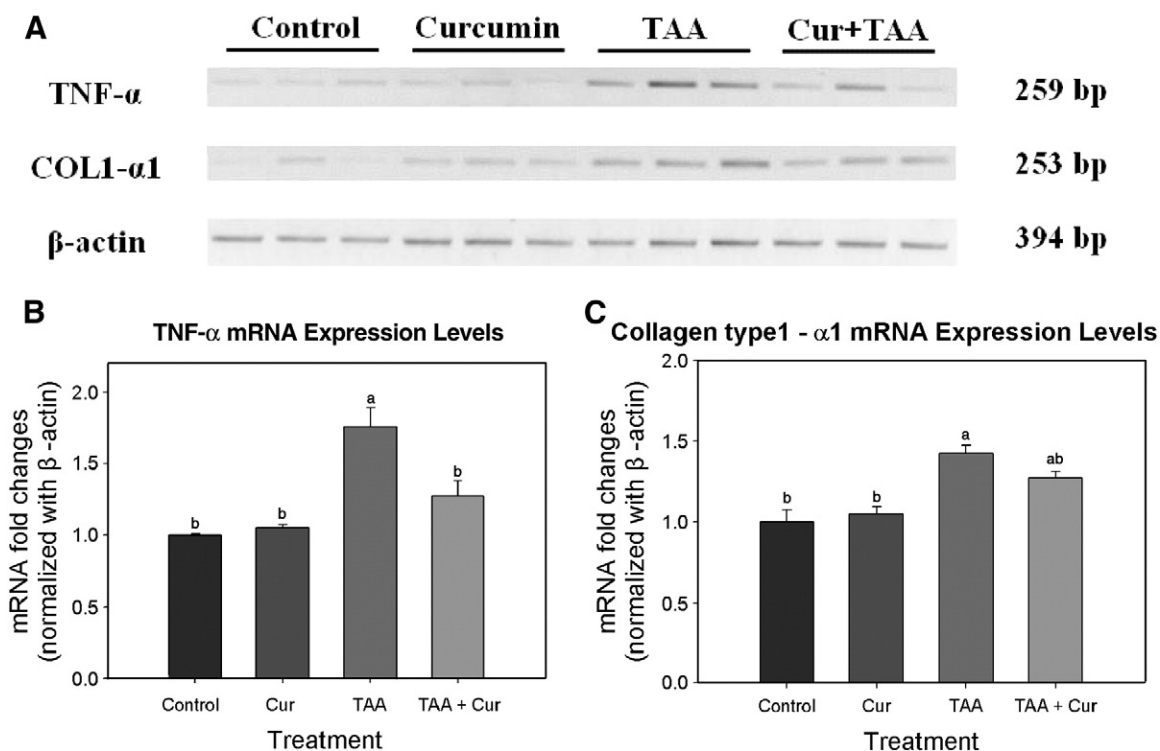 A
Control Curcumin TAA Cur+TAA
TNF-α 259 bp
COL1-α1 253 bp
β-actin 394 bp
B
TNF-α mRNA Expression Levels
mRNA fold changes
(normalized with β -actin)
2.0
1.5
1.0
0.5
0.0
b
b
a
b
Control Cur TAA TAA + Cur
Treatment
C
Collagen type1 - α1 mRNA Expression Levels
mRNA fold changes
(normalized with β -actin)
2.0
1.5
1.0
0.5
0.0
b
b
a
ab
Control Cur TAA TAA + Cur
Treatment